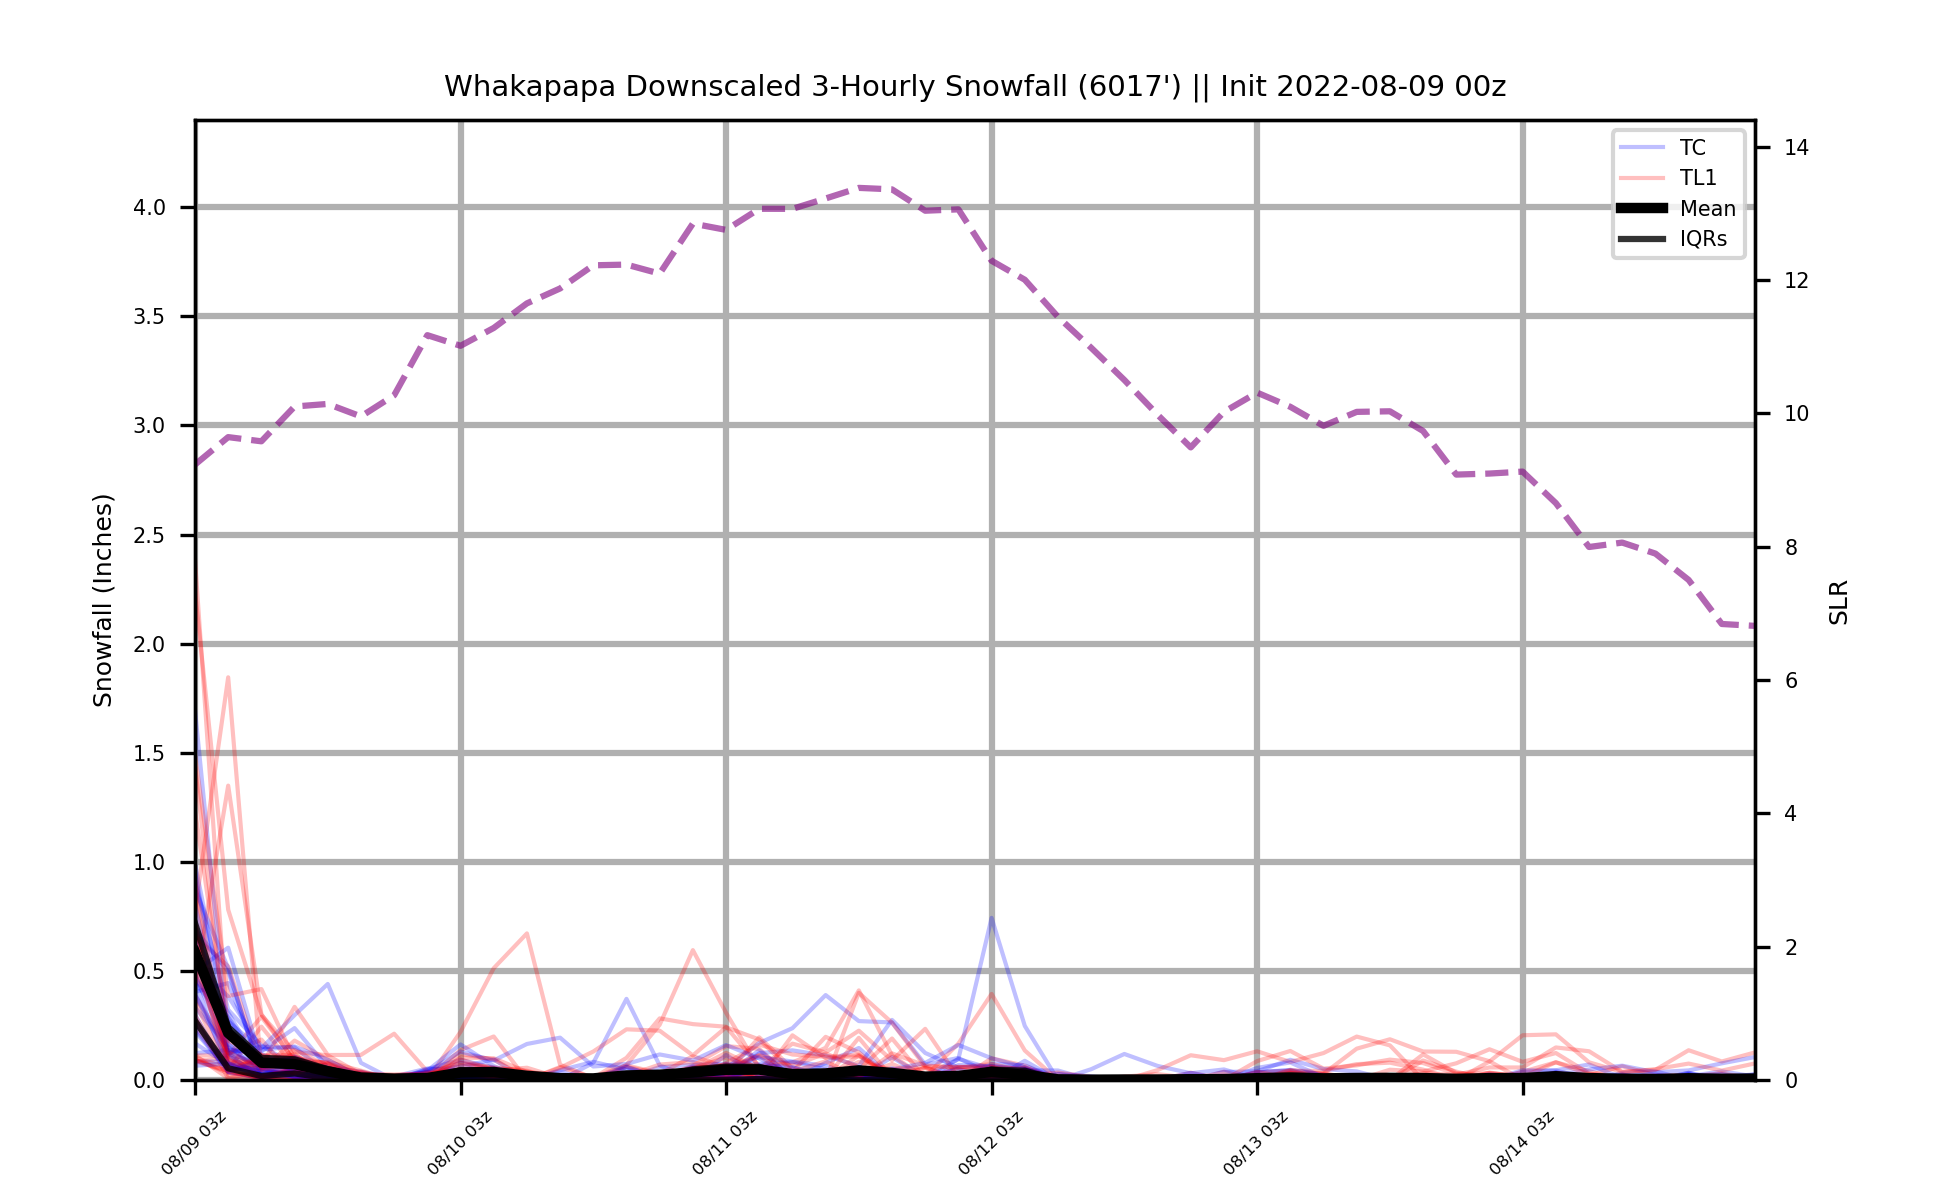 Whakapapa Downscaled 3-Hourly Snowfall (6017') || Init 2022-08-09 00z
TC
TL1
Mean
IQRs
Snowfall (Inches)
4.0
3.5
3.0
2.5
2.0
1.5
1.0
0.5
0.0
14
12
10
8
6
4
2
0
SLR
08/09 03z
08/10 03z
08/11 03z
08/12 03z
08/13 03z
08/14 03z